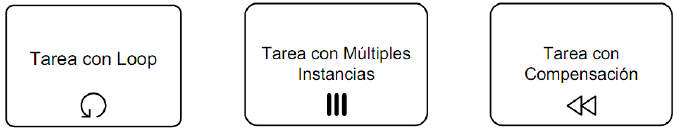 Tarea con Loop
Tarea con Múltiples
Instancias
Tarea con
Compensación